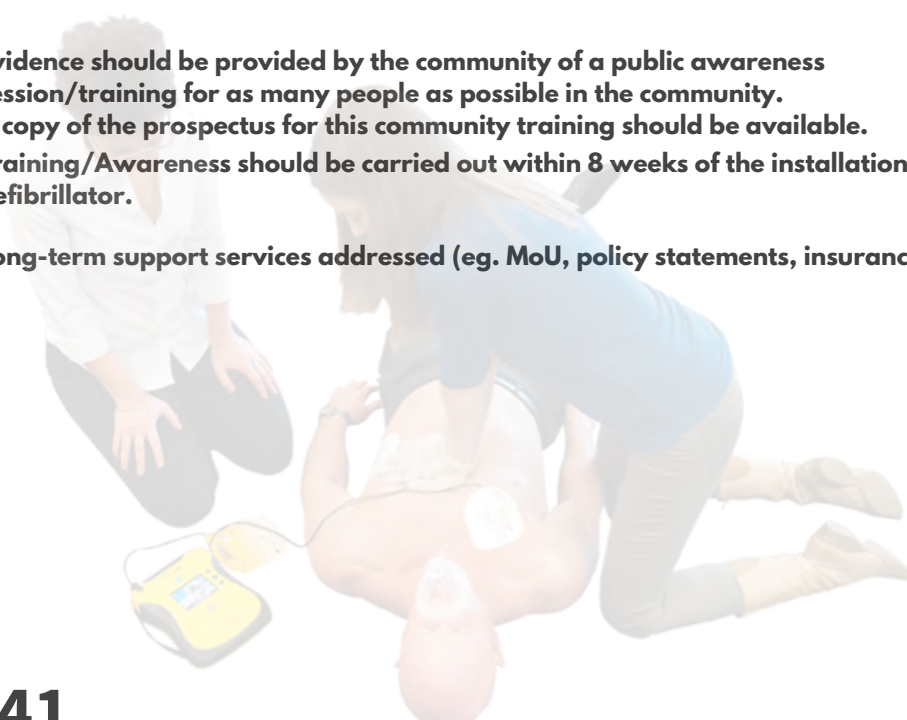 vidence should be provided by the community of a public awareness
ession/training for as many people as possible in the community.
copy of the prospectus for this community training should be available.
raining/Awareness should be carried out within 8 weeks of the installation
efibrillator.
ong-term support services addressed (eg. MoU, policy statements, insuranc
41